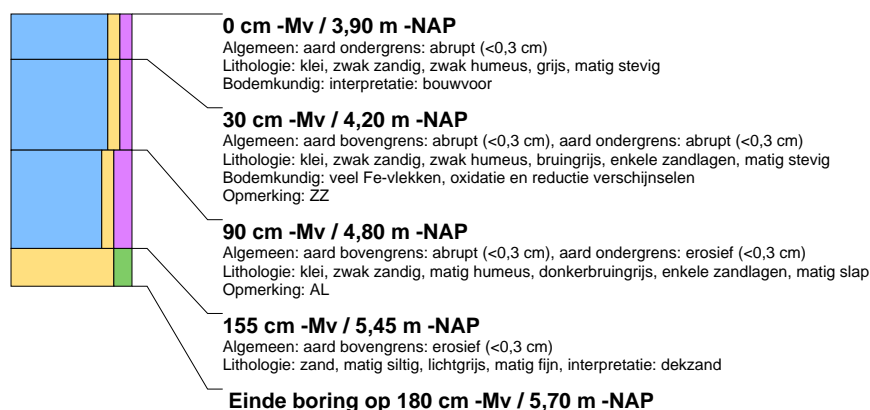 0 cm -Mv / 3,90 m -NAP
Algemeen: aard ondergrens: abrupt (<0,3 cm)
Lithologie: klei, zwak zandig, zwak humeus, grijs, matig stevig
Bodemkundig: interpretatie: bouwvoor
30 cm -Mv / 4,20 m -NAP
Algemeen: aard bovengrens: abrupt (<0,3 cm), aard ondergrens: abrupt (<0,3 cm)
Lithologie: klei, zwak zandig, zwak humeus, bruingrijs, enkele zandlagen, matig stevig
Bodemkundig: veel Fe-vlekken, oxidatie en reductie verschijnselen
Opmerking: ZZ
90 cm -Mv / 4,80 m -NAP
Algemeen: aard bovengrens: abrupt (<0,3 cm), aard ondergrens: erosief (<0,3 cm)
Lithologie: klei, zwak zandig, matig humeus, donkerbruingrijs, enkele zandlagen, matig slap
Opmerking: AL
155 cm -Mv / 5,45 m -NAP
Algemeen: aard bovengrens: erosief (<0,3 cm)
Lithologie: zand, matig siltig, lichtgrijs, matig fijn, interpretatie: dekzand
Einde boring op 180 cm -Mv / 5,70 m -NAP